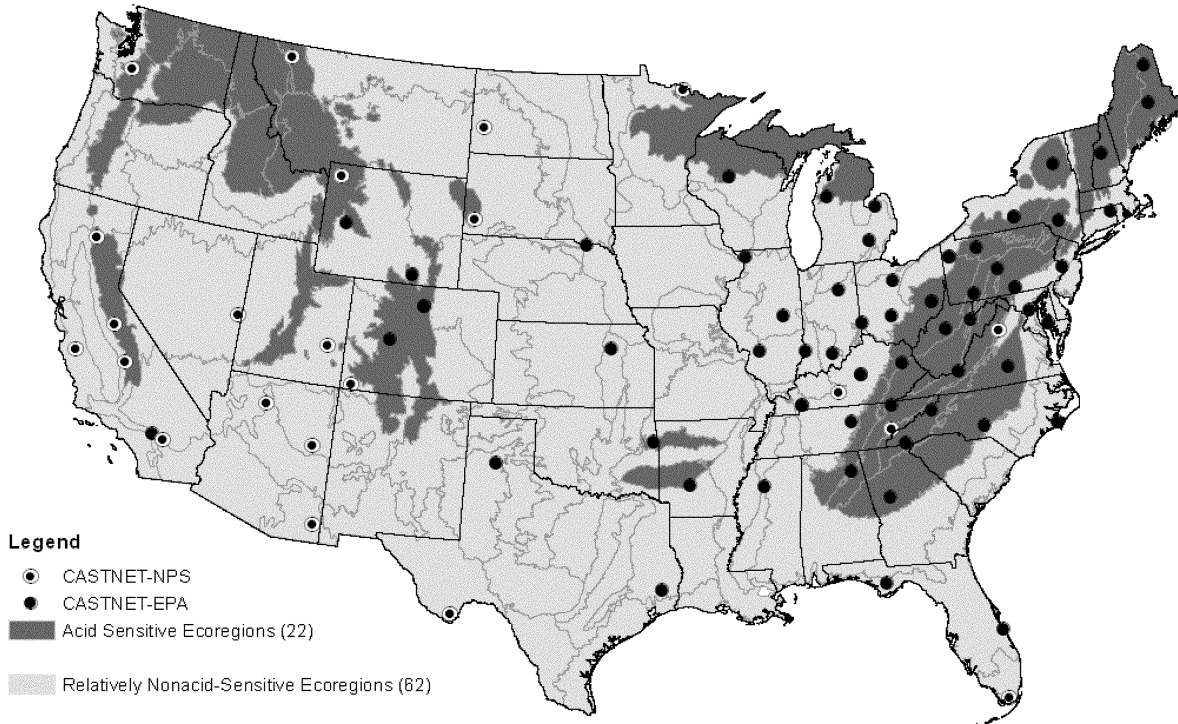 Legend
CASTNET-NPS
CASTNET-EPA
Acid Sensitive Ecoregions (22)
Relatively Nonacid-Sensitive Ecoregions (62)